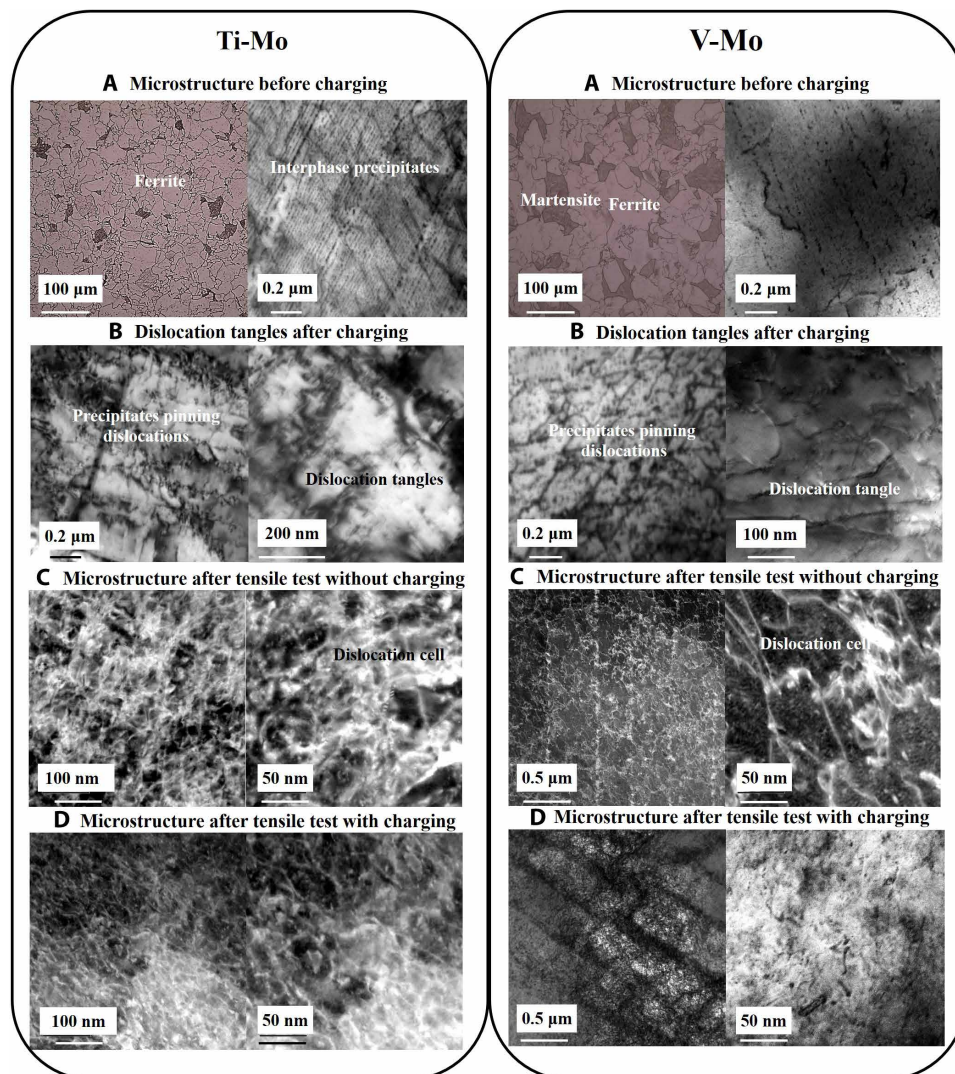 Ti-Mo
A Microstructure before charging
Ferrite
Interphase precipitates
100 µm
0.2 µm
B Dislocation tangles after charging
Precipitates pinning
dislocations
Dislocation tangles
0.2 µm
200 nm
C Microstructure after tensile test without charging
Dislocation cell
100 nm
50 nm
D Microstructure after tensile test with charging
100 nm
50 nm
V-Mo
A Microstructure before charging
Martensite
Ferrite
100 µm
0.2 µm
B Dislocation tangles after charging
Precipitates pinning
dislocations
Dislocation tangle
0.2 µm
100 nm
C Microstructure after tensile test without charging
Dislocation cell
0.5 µm
50 nm
D Microstructure after tensile test with charging
0.5 µm
50 nm